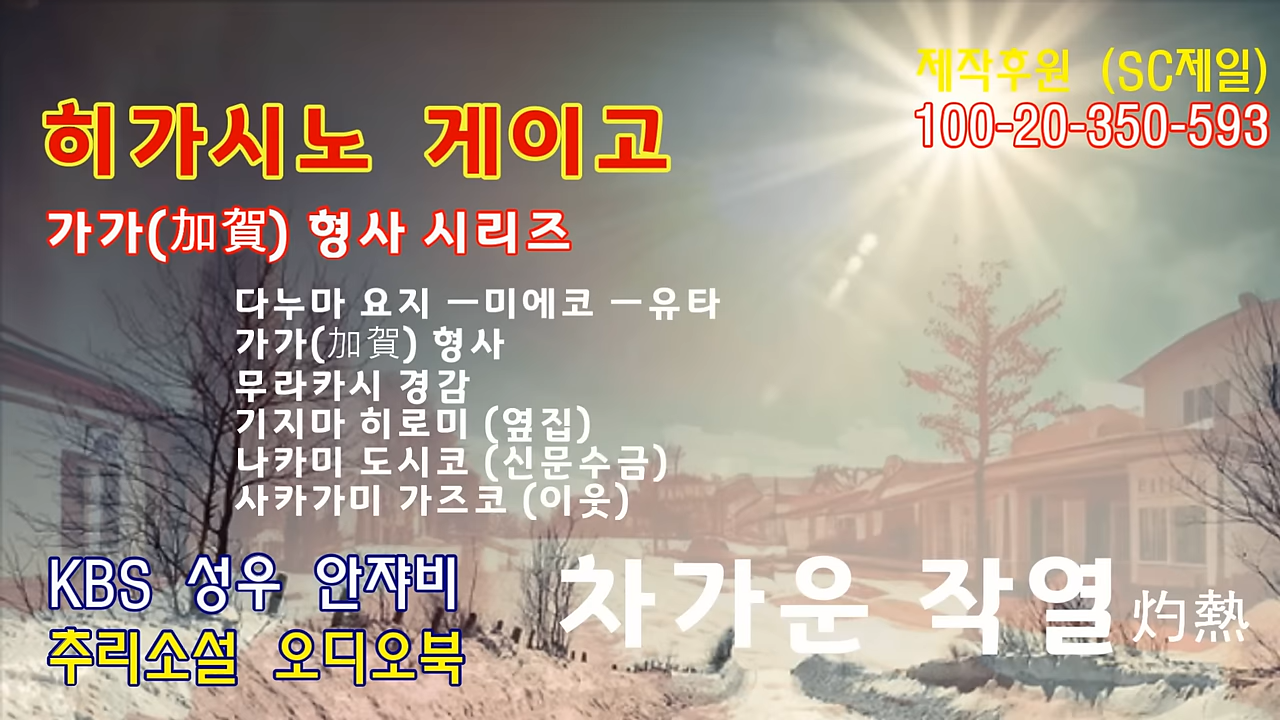 제작후원 (SC제일)
100-20-350-593
히가시노 게이고
가가(加賀) 형사 시리즈
다누마 요지 ㅡ미에코 ㅡ유타
가가(加賀) 형사
무라카시 경감
기지마 히로미 (옆집)
나카미 도시코 (신문수금)
사카가미 가즈코 (이웃)
KBS 성우 안쟈비
추리소설 오디오북
차가운 작열 灼熱